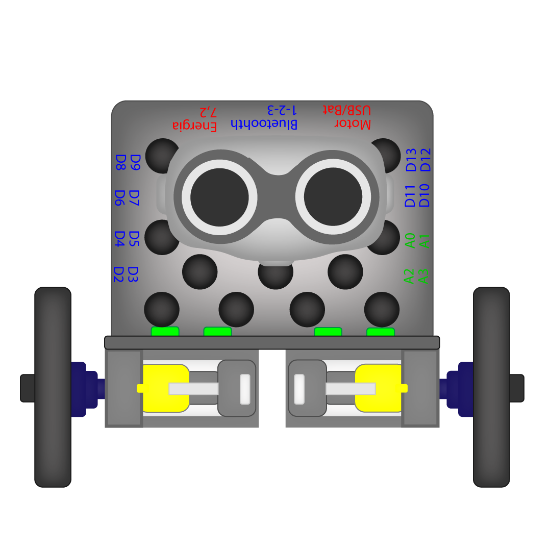 Motor
USB/Bat
Bluetoohth
1-2-3
Energia
7,2
D9
D8
D7
D6
D5
D4
D3
D2
D13
D12
D11
D10
A0
A1
A2
A3